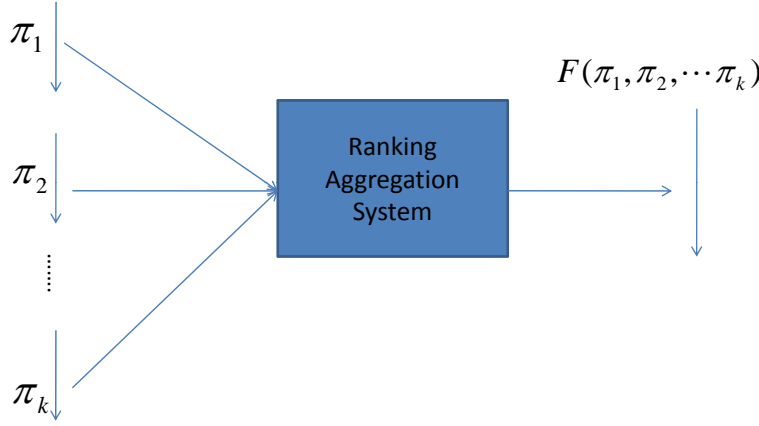 π₁
π₂
......
πₖ
Ranking
Aggregation
System
F(π₁, π₂, ⋯ πₖ)